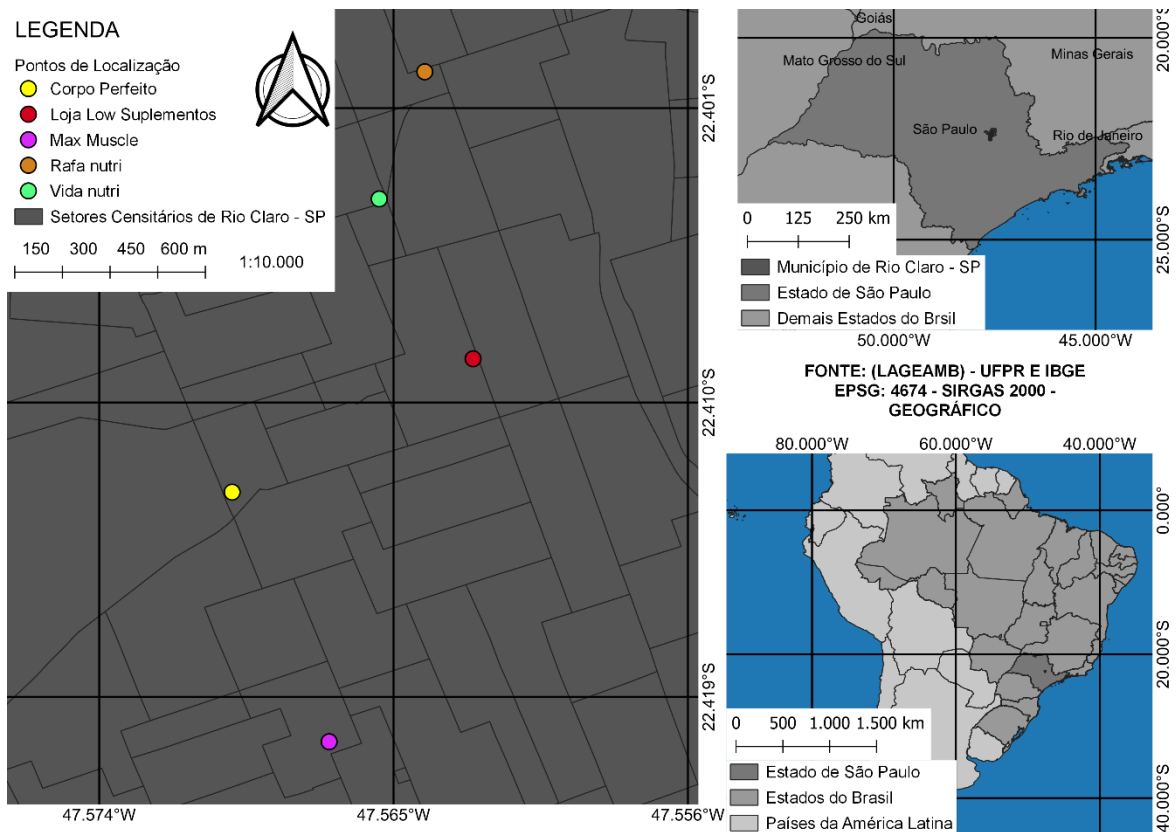 LEGENDA
Pontos de Localização
Corpo Perfeito
Loja Low Suplementos
Max Muscle
Rafa nutri
Vida nutri
Setores Censitários de Rio Claro - SP
150 300 450 600 m
1:10.000
22.401°S
22.410°S
22.419°S
47.574°W 47.565°W 47.556°W
Goiás
Mato Grosso do Sul
Minas Gerais
São Paulo
Rio de Janeiro
0 125 250 km
Município de Rio Claro - SP
Estado de São Paulo
Demais Estados do Brsil
20.000°S
25.000°S
50.000°W 45.000°W
FONTE: (LAGEAMB) - UFPR E IBGE
EPSG: 4674 - SIRGAS 2000 -
GEOGRÁFICO
80.000°W 60.000°W 40.000°W
0.000°
20.000°S
40.000°S
0 500 1.000 1.500 km
Estado de São Paulo
Estados do Brasil
Países da América Latina